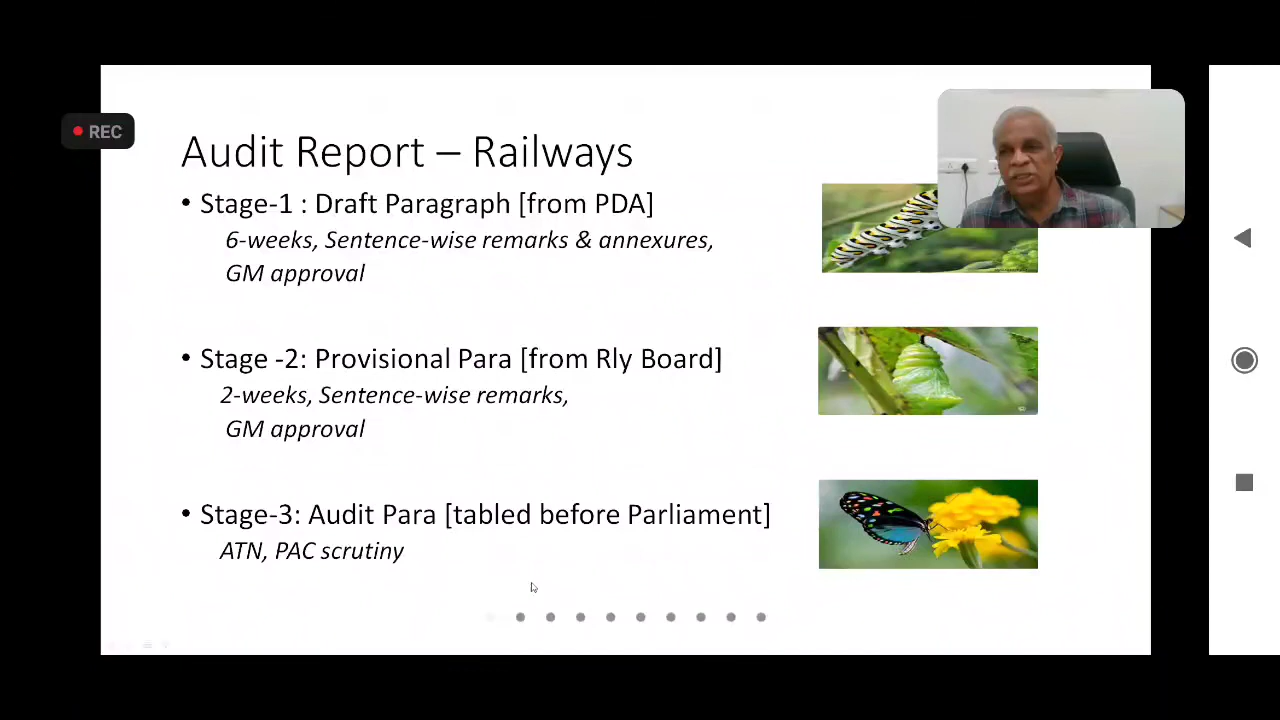 REC
Audit Report – Railways
• Stage-1 : Draft Paragraph [from PDA]
6-weeks, Sentence-wise remarks & annexures,
GM approval
• Stage -2: Provisional Para [from Rly Board]
2-weeks, Sentence-wise remarks,
GM approval
• Stage-3: Audit Para [tabled before Parliament]
ATN, PAC scrutiny